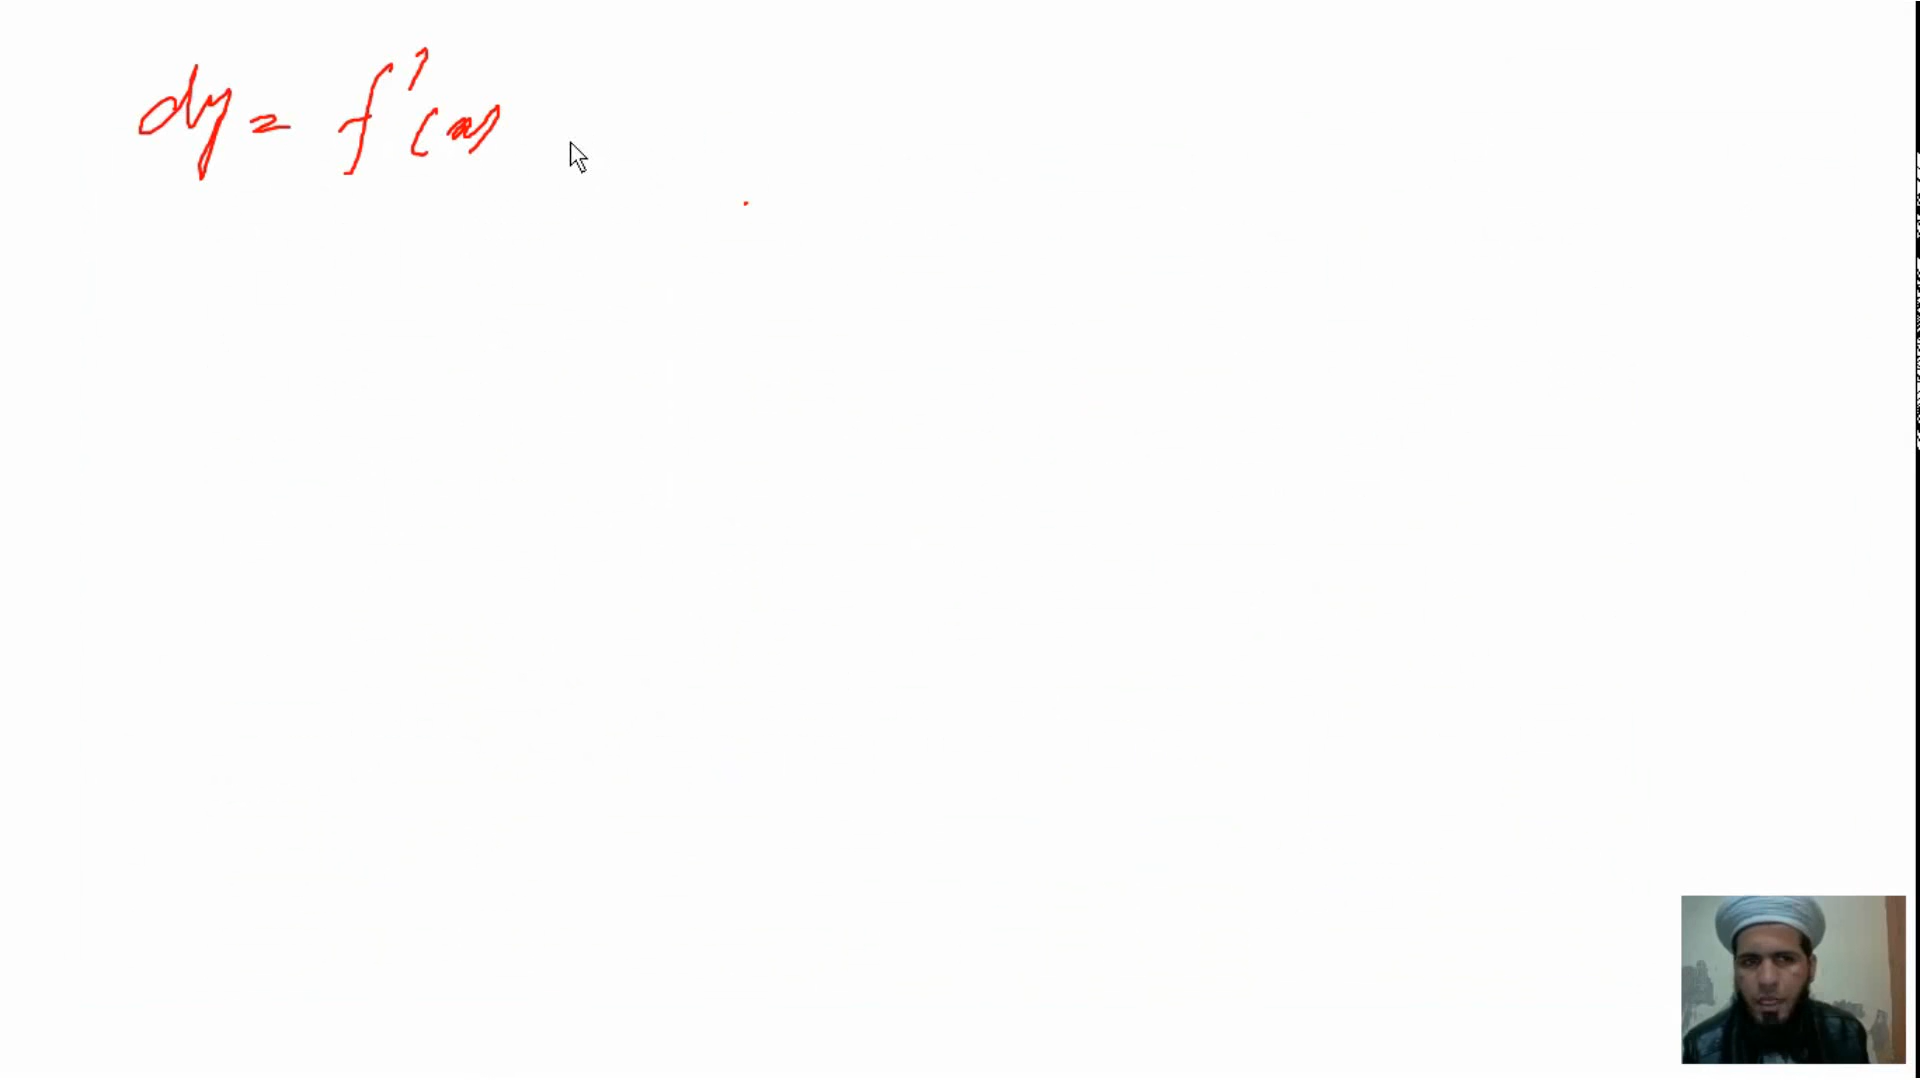 dy = f'(x)